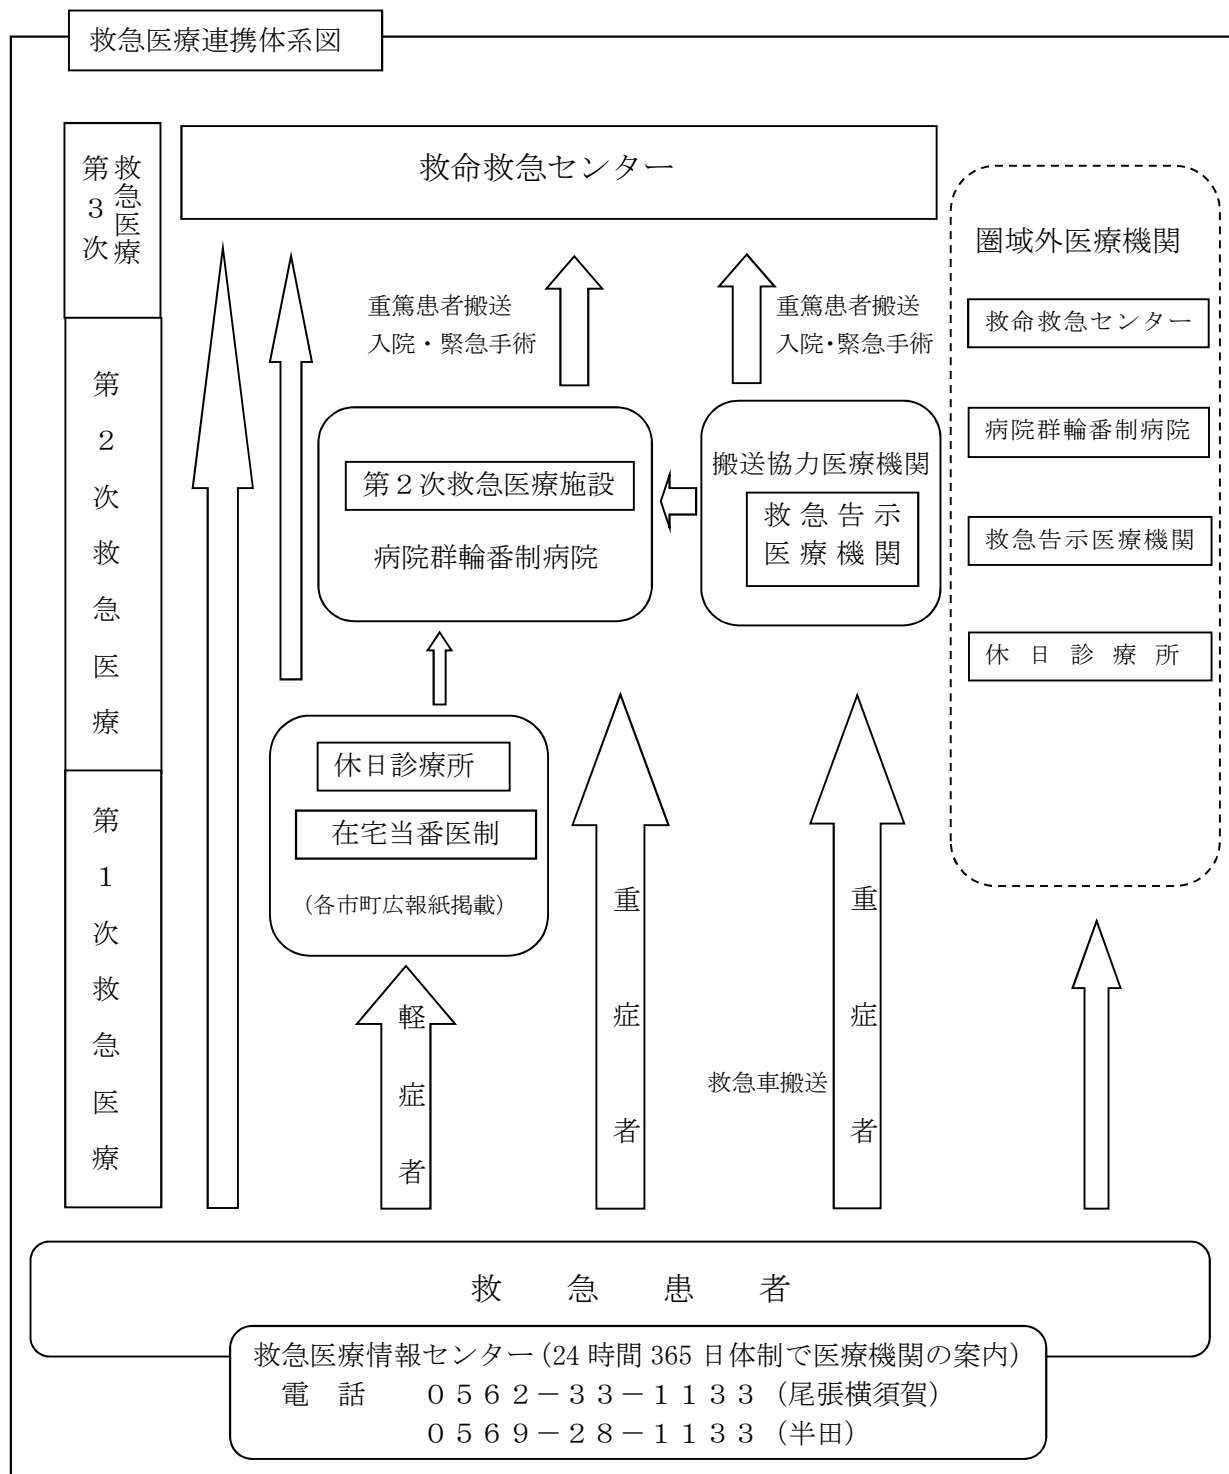 救急医療連携体系図
第3次
救急医療
第2次救急医療
第1次救急医療
救命救急センター
重篤患者搬送
入院・緊急手術
重篤患者搬送
入院・緊急手術
第２次救急医療施設
病院群輪番制病院
搬送協力医療機関
救急告示
医療機関
休日診療所
在宅当番医制
(各市町広報紙掲載)
軽症者
重症者
重症者
救急車搬送
圏域外医療機関
救命救急センター
病院群輪番制病院
救急告示医療機関
休日診療所
救急患者
救急医療情報センター(24時間365日体制で医療機関の案内)
電 話 ０５６２－３３－１１３３ (尾張横須賀)
０５６９－２８－１１３３ (半田)